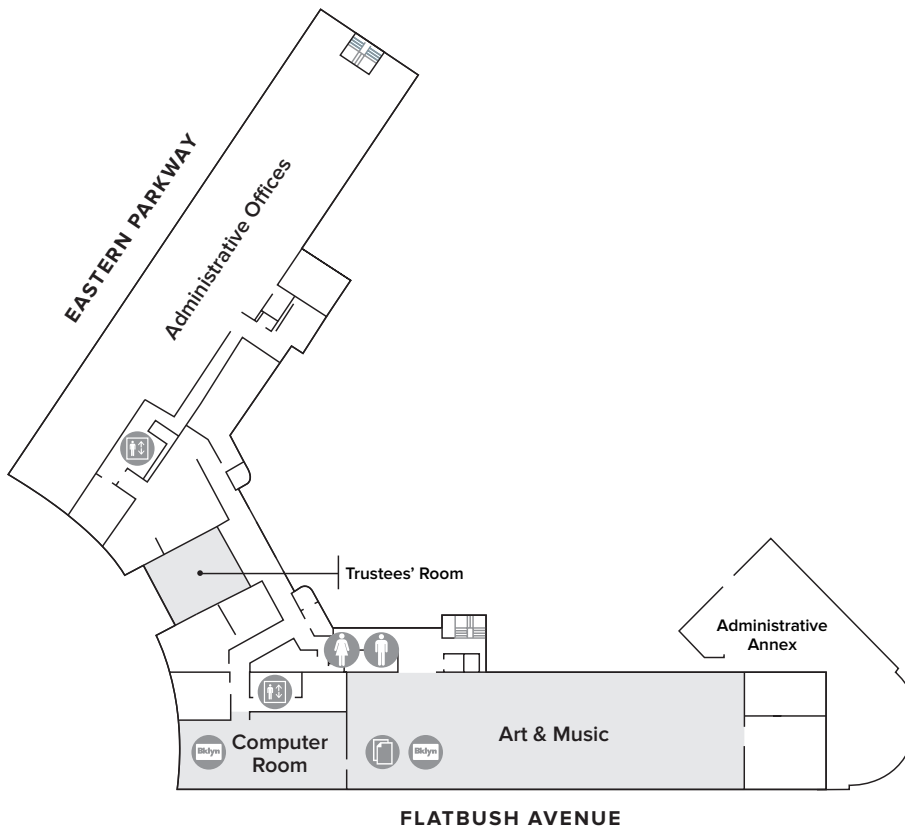 EASTERN PARKWAY
Administrative Offices
Trustees’ Room
Administrative
Annex
Bklyn
Computer
Room
Bklyn
Art & Music
FLATBUSH AVENUE